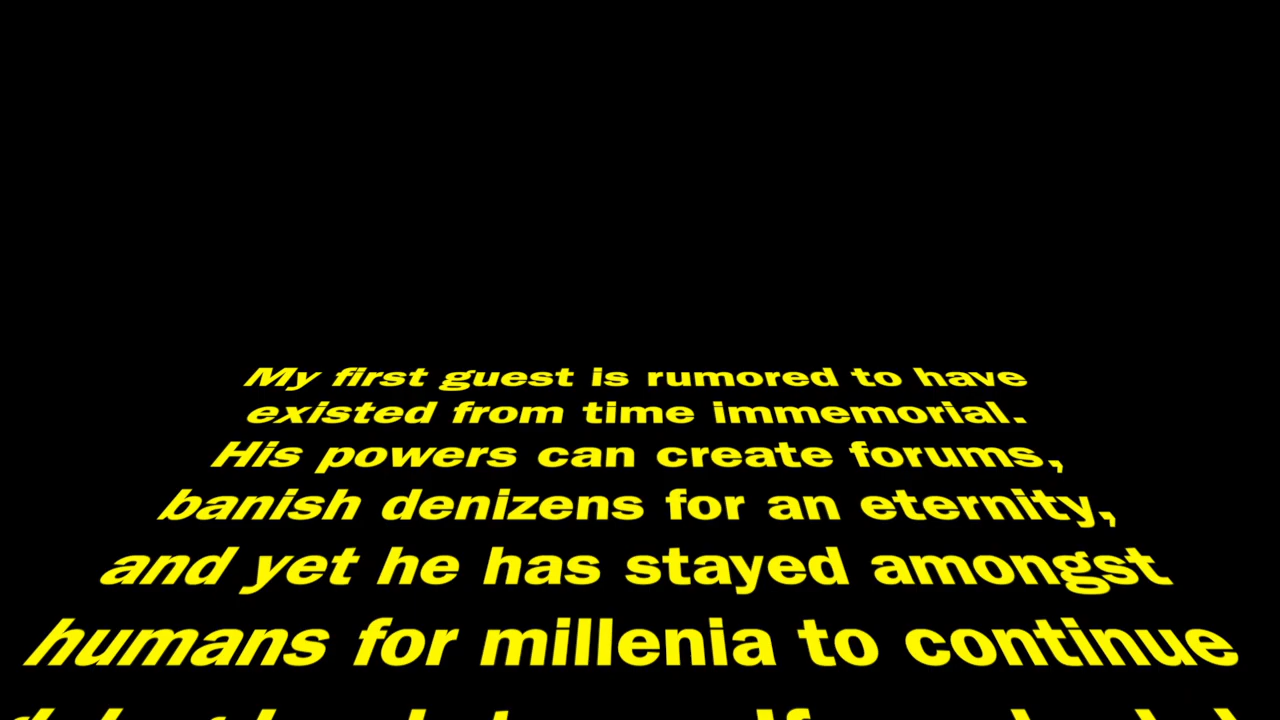 My first guest is rumored to have
existed from time immemorial.
His powers can create forums,
banish denizens for an eternity,
and yet he has stayed amongst
humans for millenia to continue